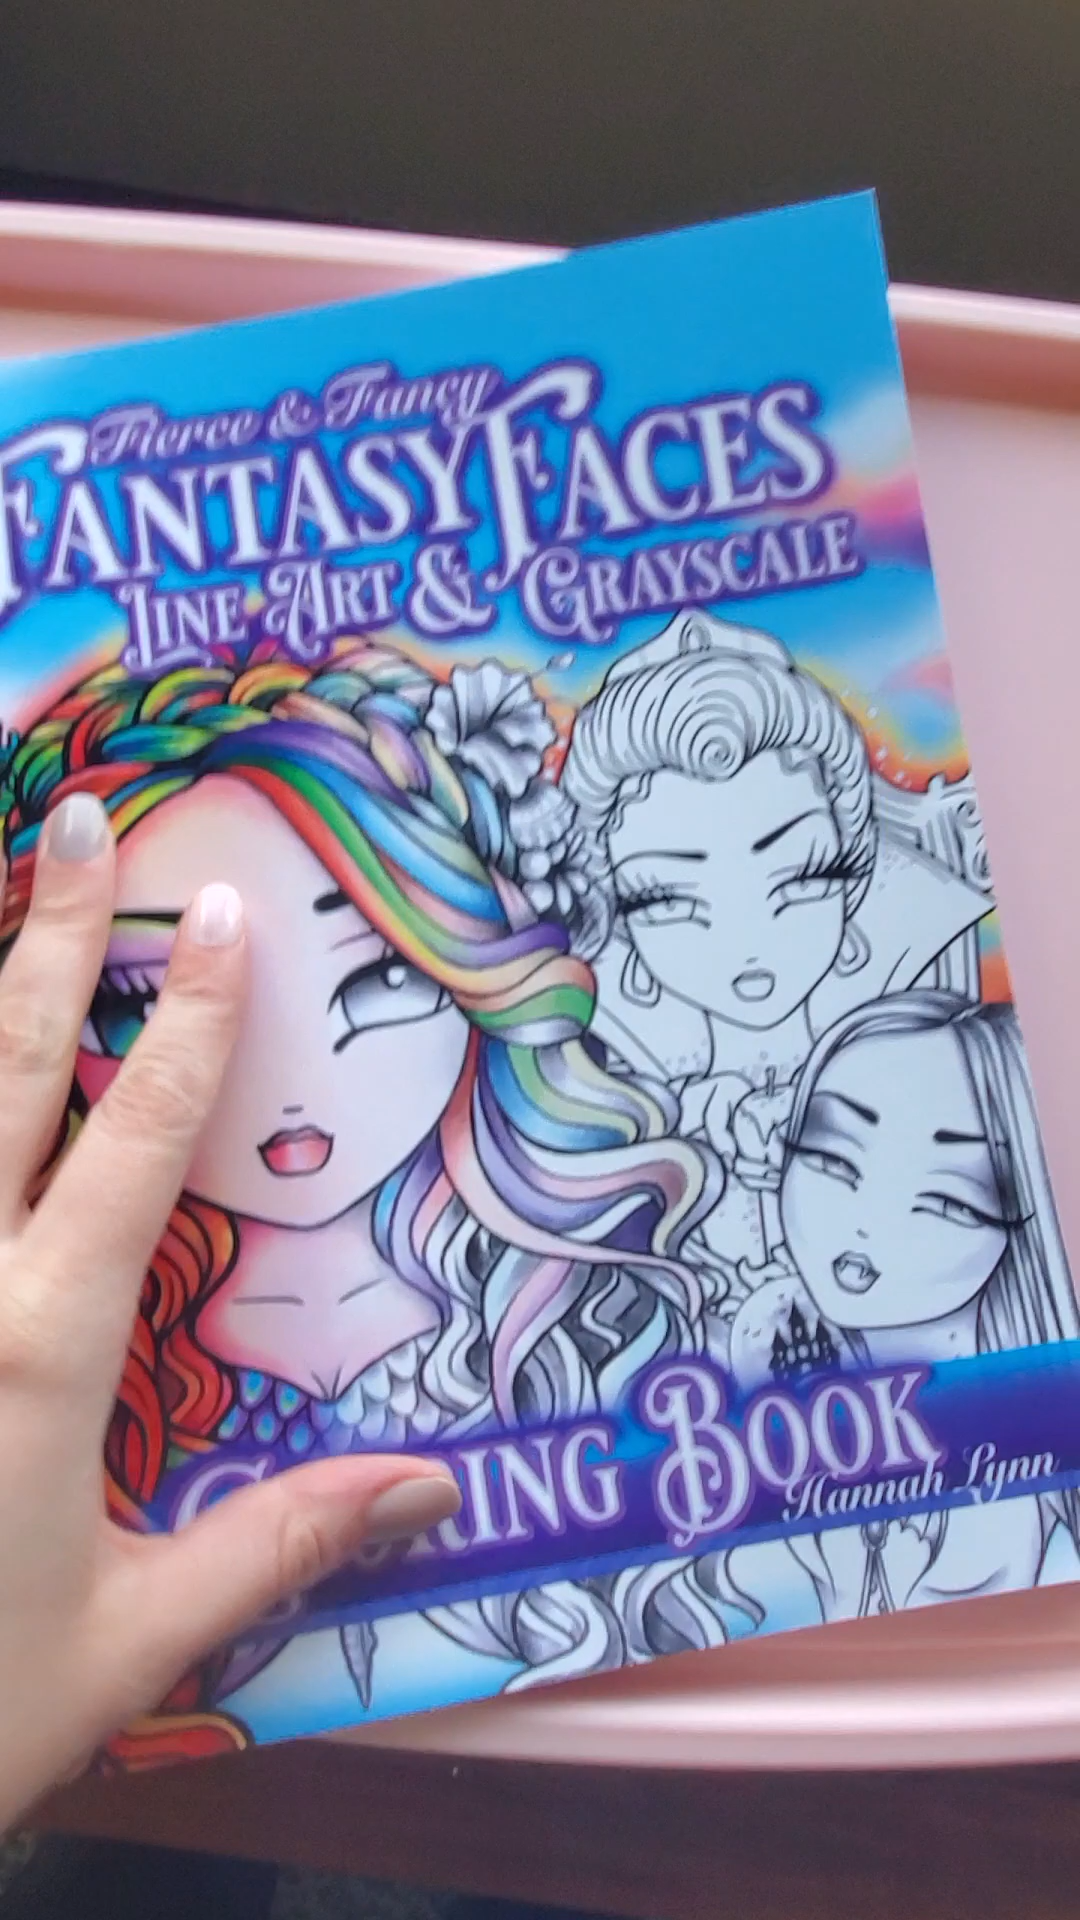 Fierce & Fancy
FANTASY FACES
LINE ART & GRAYSCALE
COLORING BOOK
Hannah Lynn